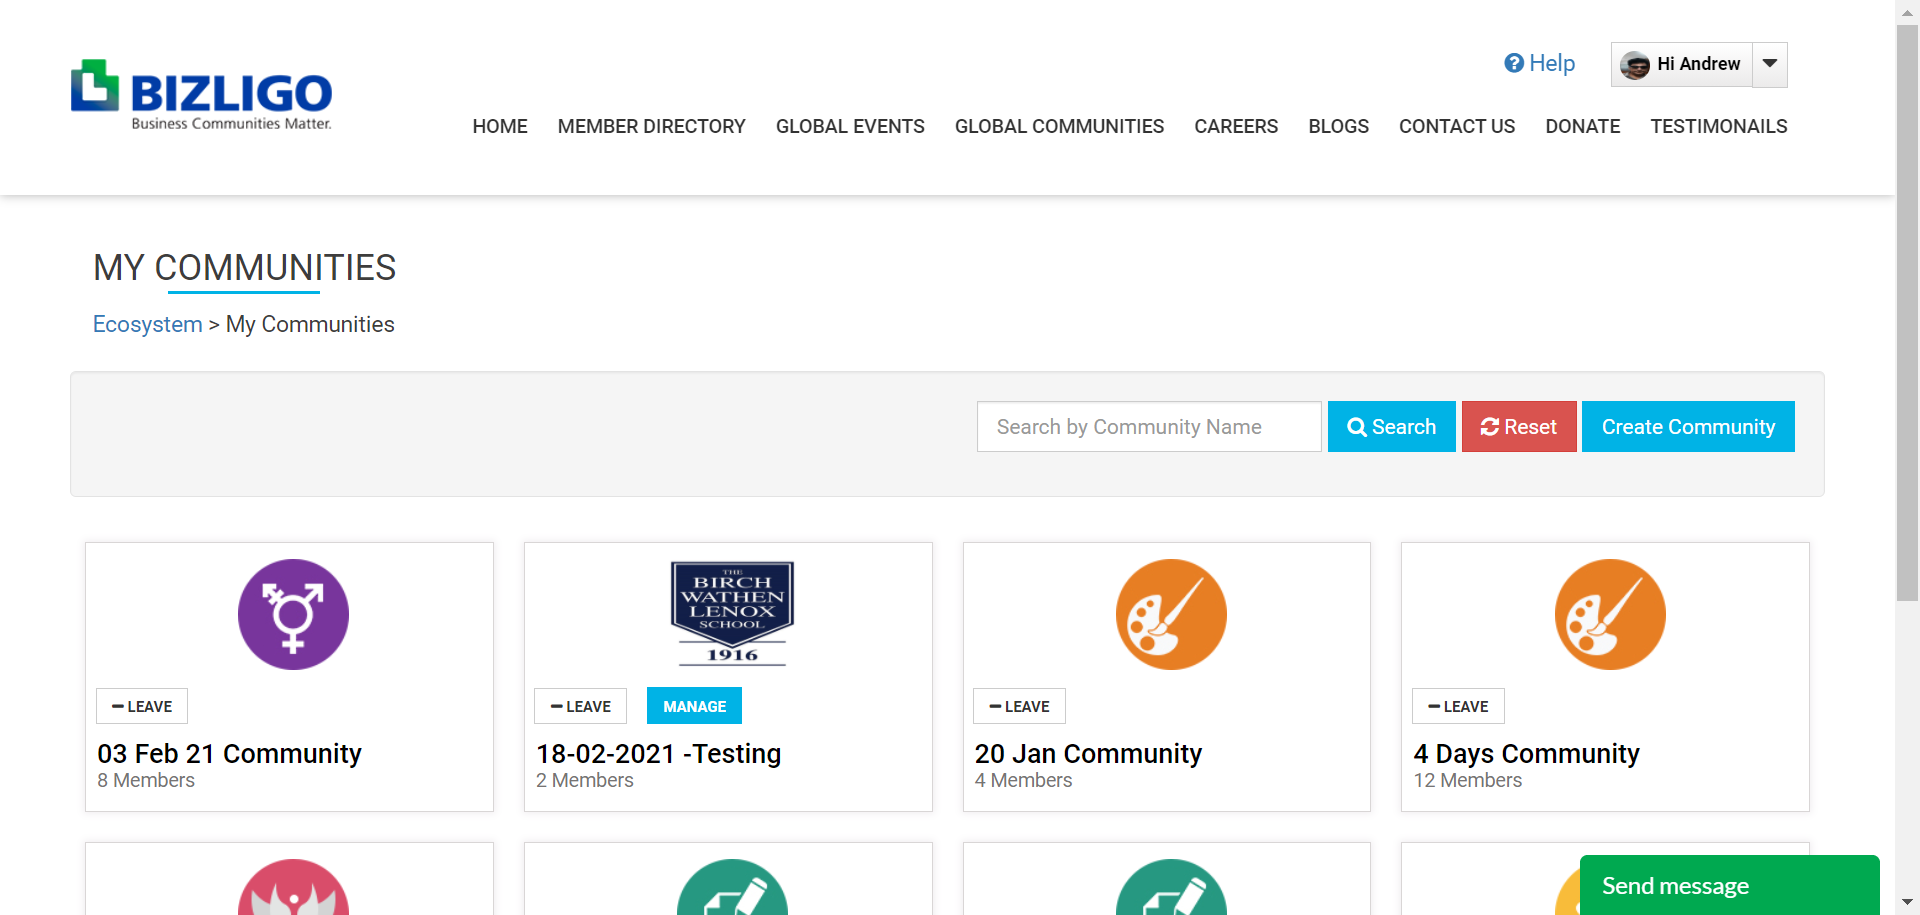 Help
Hi Andrew
BIZLIGO
Business Communities Matter.
HOME MEMBER DIRECTORY GLOBAL EVENTS GLOBAL COMMUNITIES CAREERS BLOGS CONTACT US DONATE TESTIMONAILS
MY COMMUNITIES
Ecosystem > My Communities
Search by Community Name Search Reset Create Community
THE
BIRCH
WATHEN
LENOX
SCHOOL
1916
LEAVE
LEAVE MANAGE
LEAVE
LEAVE
03 Feb 21 Community
8 Members
18-02-2021 -Testing
2 Members
20 Jan Community
4 Members
4 Days Community
12 Members
Send message